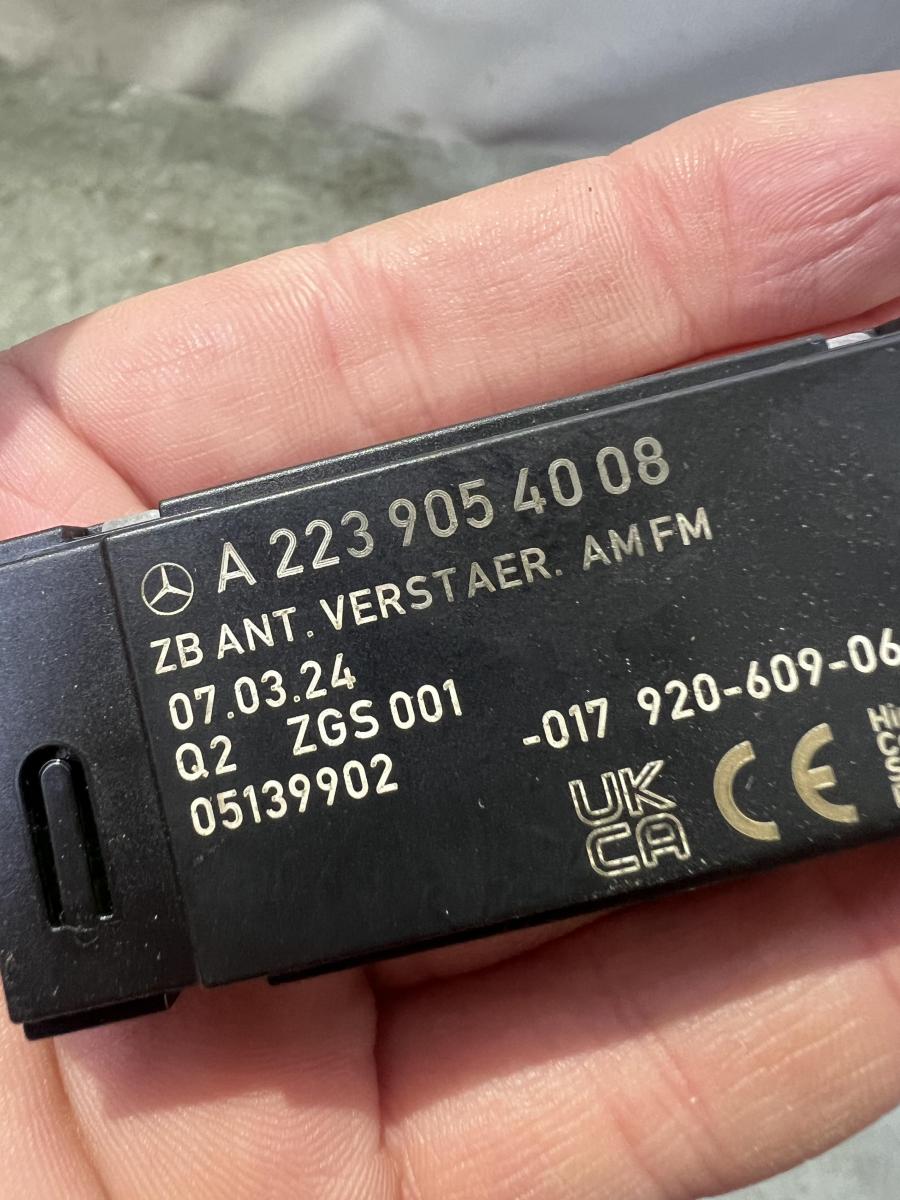 A 223 905 40 08
ZB ANT. VERSTAER. AM FM
07.03.24
Q2 ZGS 001
-017 920-609-06
05139902
UK
CA
CE